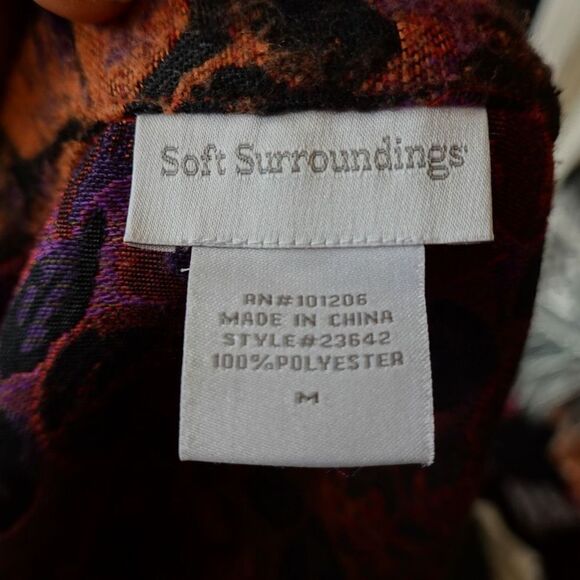 Soft Surroundings
RN#101206
MADE IN CHINA
STYLE#23642
100%POLYESTER
M